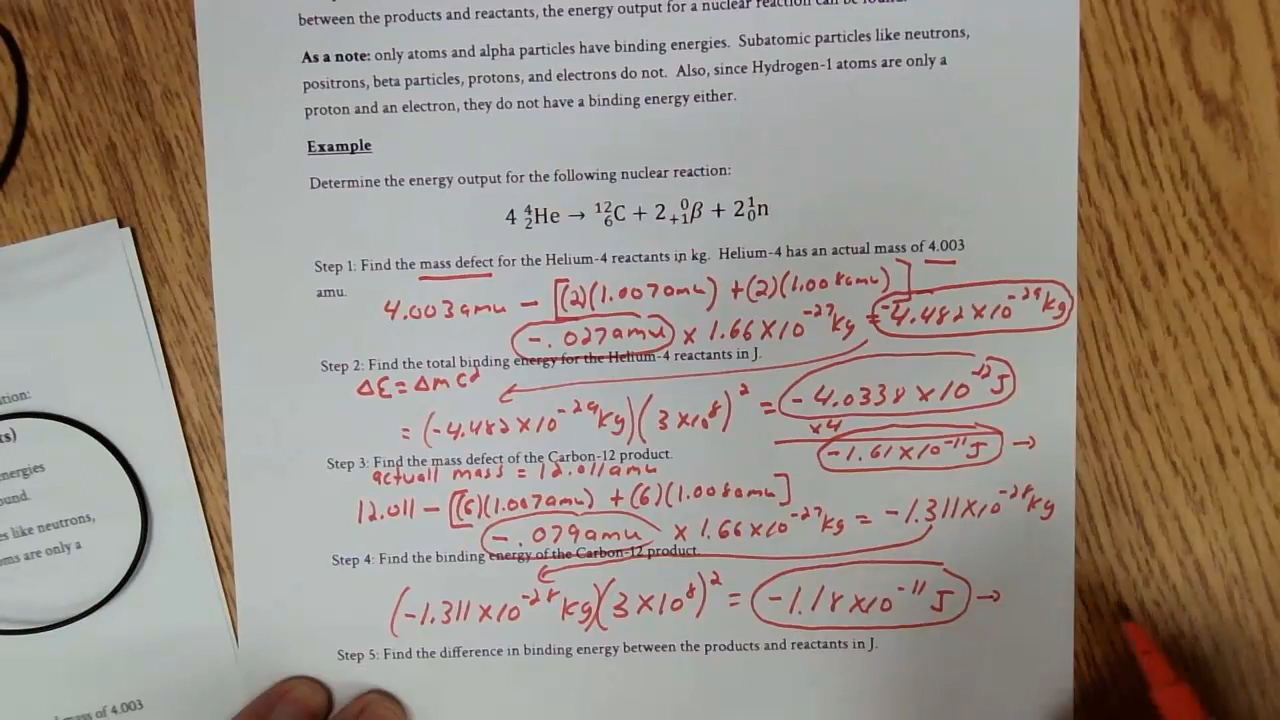 between the products and reactants, the energy output for a nuclear reaction can be found.
As a note: only atoms and alpha particles have binding energies. Subatomic particles like neutrons,
positrons, beta particles, protons, and electrons do not. Also, since Hydrogen-1 atoms are only a
proton and an electron, they do not have a binding energy either.
Example
Determine the energy output for the following nuclear reaction:
4 ⁴₂He → ¹²₆C + 2 ⁰₊₁β + 2 ¹₀n
Step 1: Find the mass defect for the Helium-4 reactants in kg. Helium-4 has an actual mass of 4.003
amu.
4.003amu - [(2)(1.007amu) + (2)(1.008amu)]
-.027amu × 1.66×10⁻²⁷kg = -4.482×10⁻²⁹kg
Step 2: Find the total binding energy for the Helium-4 reactants in J.
ΔE = Δmc²
= (-4.482×10⁻²⁹kg)(3×10⁸)² = -4.0338×10⁻¹²J
×4
-1.61×10⁻¹¹J →
Step 3: Find the mass defect of the Carbon-12 product.
actuall mass = 12.011amu
12.011 - [(6)(1.007amu) + (6)(1.008amu]
-.079amu × 1.66×10⁻²⁷kg = -1.311×10⁻²⁸kg
Step 4: Find the binding energy of the Carbon-12 product.
(-1.311×10⁻²⁸kg)(3×10⁸)² = -1.18×10⁻¹¹J →
Step 5: Find the difference in binding energy between the products and reactants in J.
tion:
ts)
nergies
ound.
es like neutrons,
oms are only a
mass of 4.003